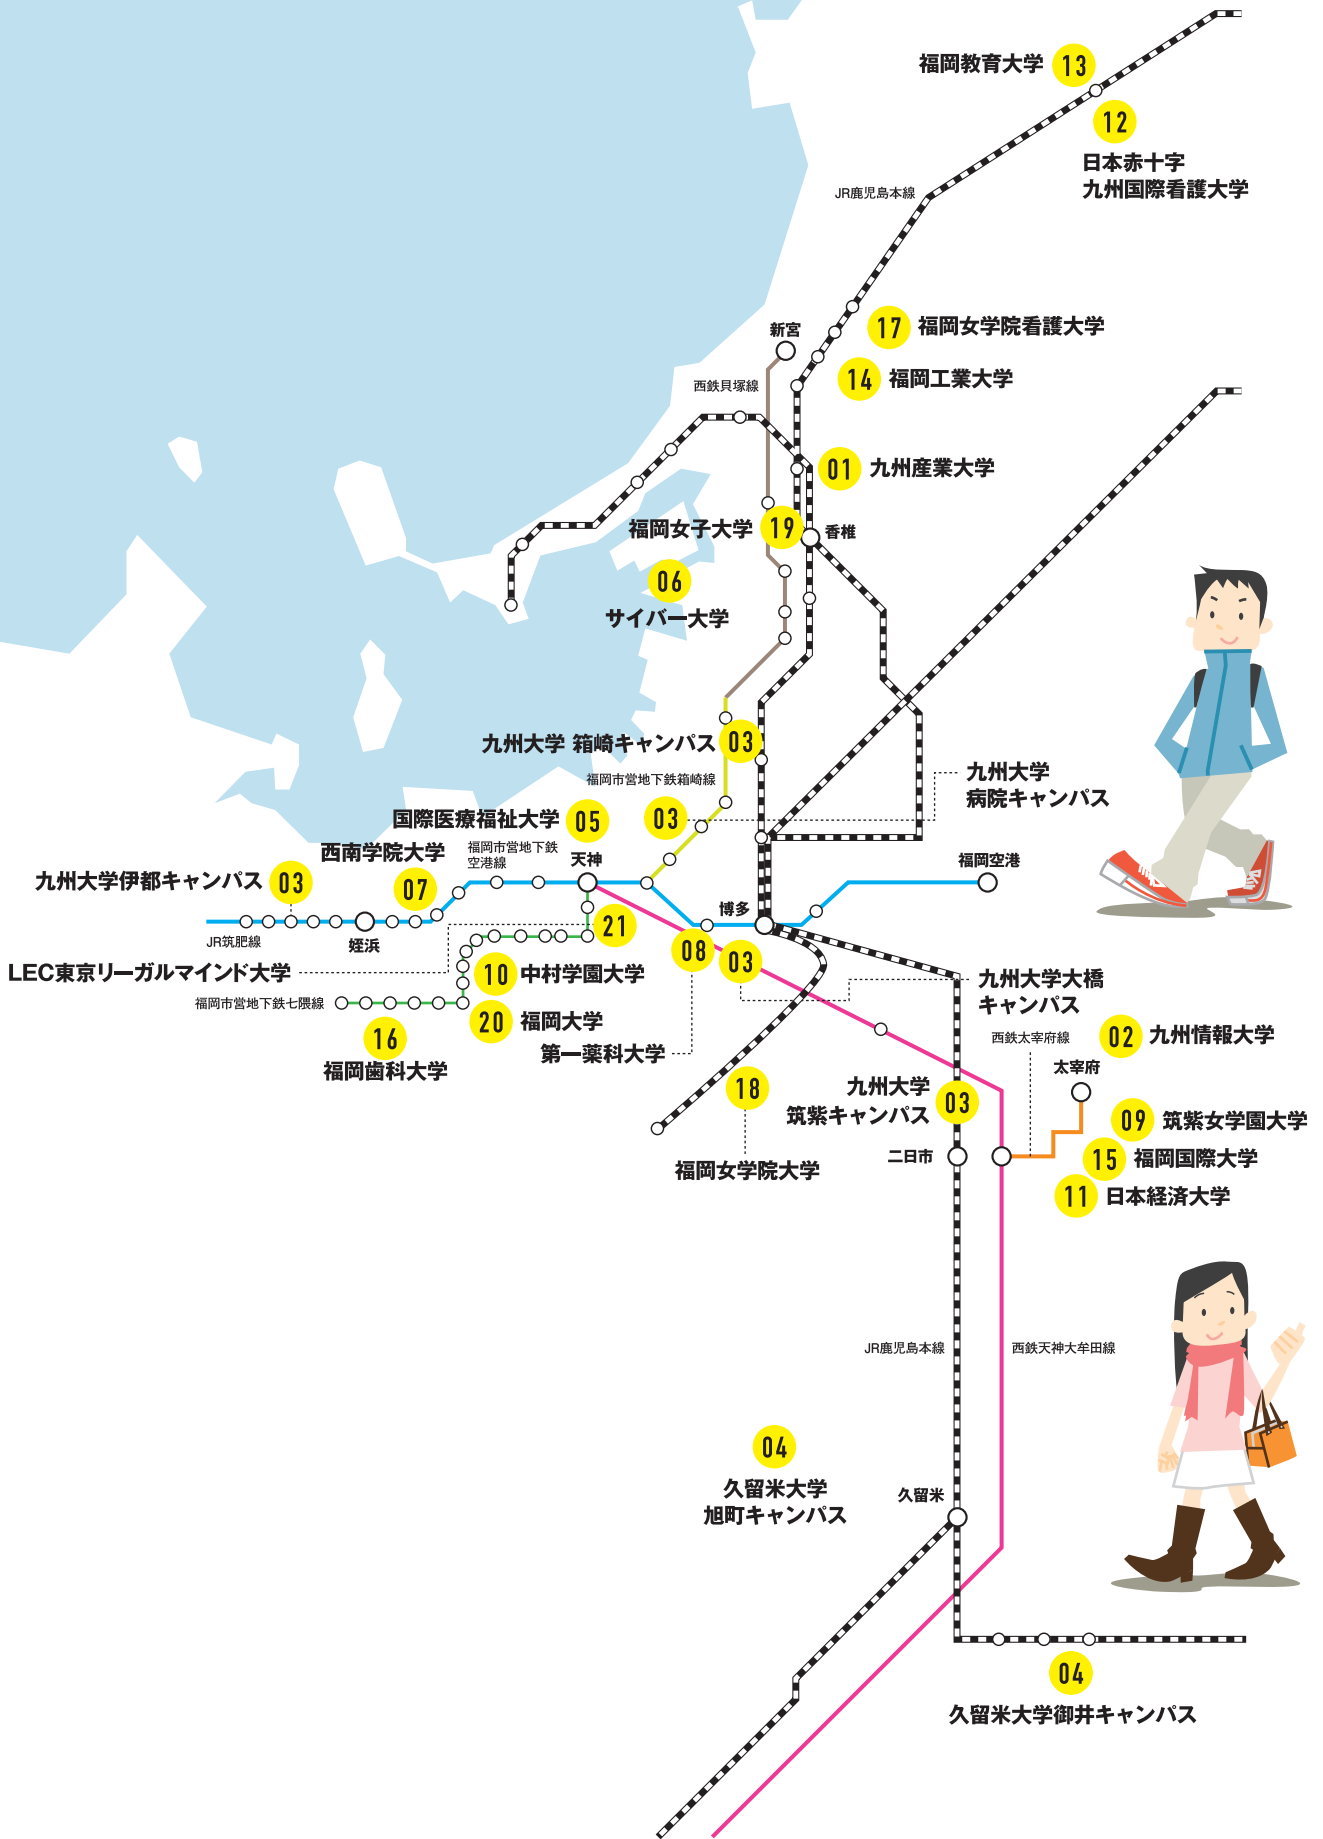 福岡教育大学 13
12
日本赤十字
九州国際看護大学
JR鹿児島本線
17 福岡女学院看護大学
新宮
14 福岡工業大学
西鉄貝塚線
01 九州産業大学
福岡女子大学 19 香椎
06
サイバー大学
九州大学 箱崎キャンパス 03
福岡市営地下鉄箱崎線
九州大学
病院キャンパス
03
国際医療福祉大学 05
西南学院大学
福岡市営地下鉄
空港線
天神
福岡空港
九州大学伊都キャンパス 03
07
博多
21
JR筑肥線
姪浜
08
03
LEC東京リーガルマインド大学
10 中村学園大学
九州大学大橋
キャンパス
福岡市営地下鉄七隈線
20 福岡大学
16
第一薬科大学
西鉄太宰府線
02 九州情報大学
福岡歯科大学
太宰府
18
九州大学
筑紫キャンパス
03
09 筑紫女学園大学
二日市
15 福岡国際大学
福岡女学院大学
11 日本経済大学
JR鹿児島本線
西鉄天神大牟田線
04
久留米大学
旭町キャンパス
久留米
04
久留米大学御井キャンパス